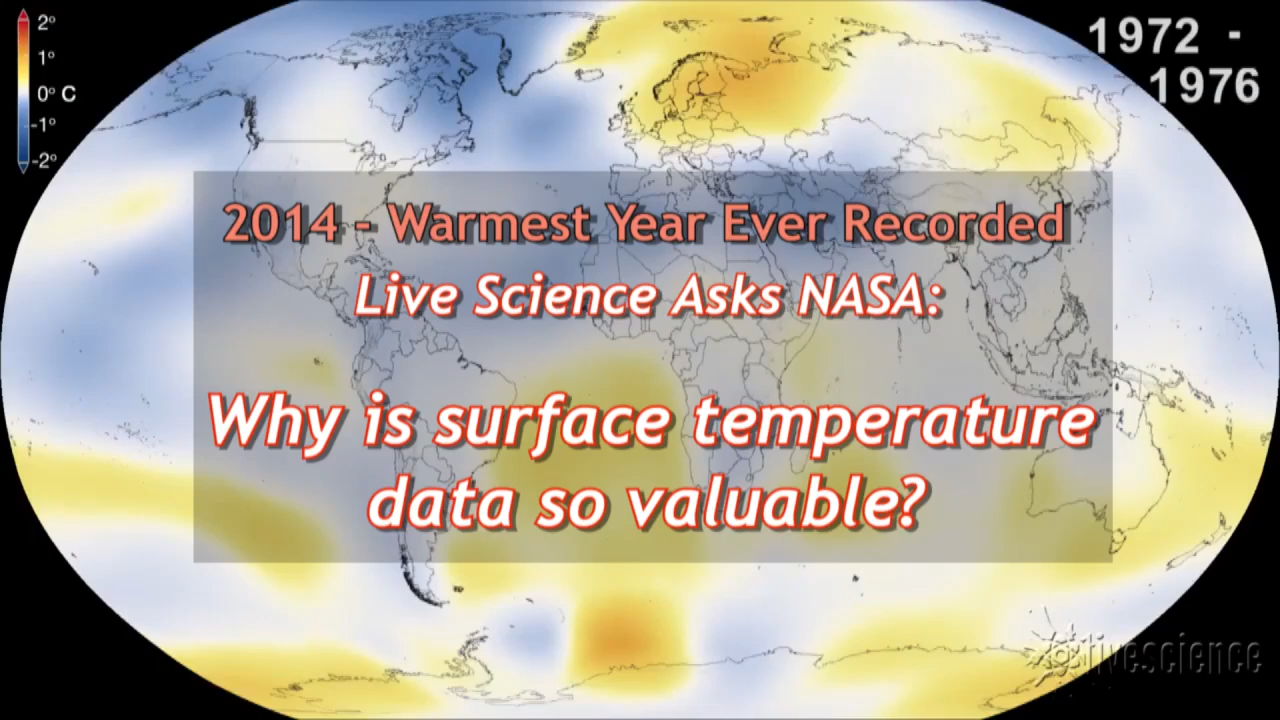 2°
1°
0° C
-1°
-2°
1972 -
1976
2014 - Warmest Year Ever Recorded
Live Science Asks NASA:
Why is surface temperature
data so valuable?
livescience